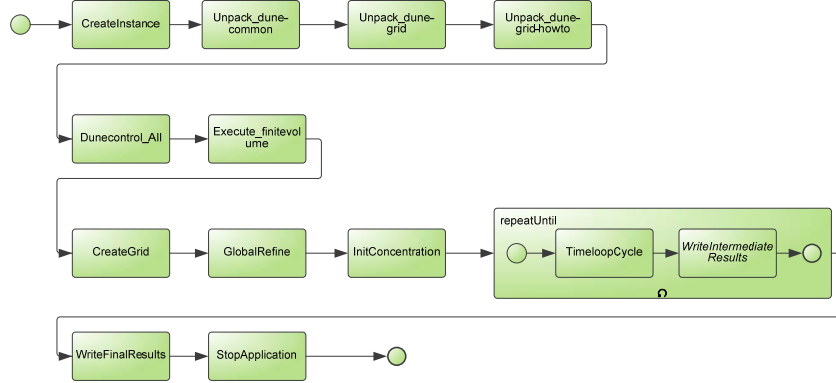 CreateInstance
Unpack_dune-
common
Unpack_dune-
grid
Unpack_dune-
grid-howto
Dunecontrol_All
Execute_finitevol
ume
CreateGrid
GlobalRefine
InitConcentration
repeatUntil
TimeloopCycle
WriteIntermediate
Results
WriteFinalResults
StopApplication